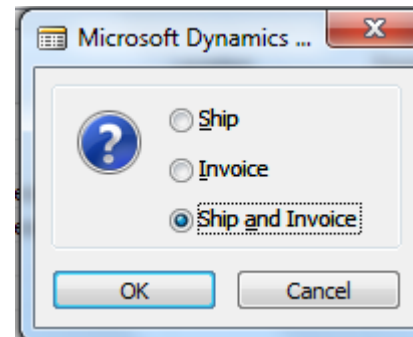 Microsoft Dynamics ...
Ship
Invoice
Ship and Invoice
OK
Cancel